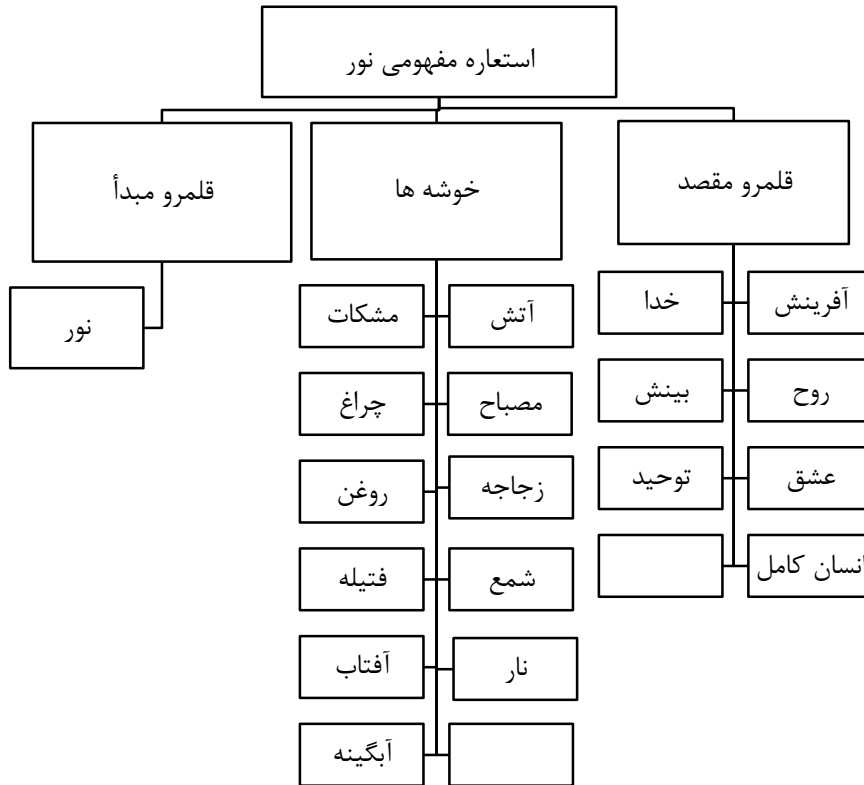 استعاره مفهومی نور
قلمرو مقصد
خوشه ها
قلمرو مبدأ
آفرینش
خدا
روح
بینش
عشق
توحید
انسان کامل
آتش
مشکات
مصباح
چراغ
زجاجه
روغن
شمع
فتیله
نار
آفتاب
آبگینه
نور